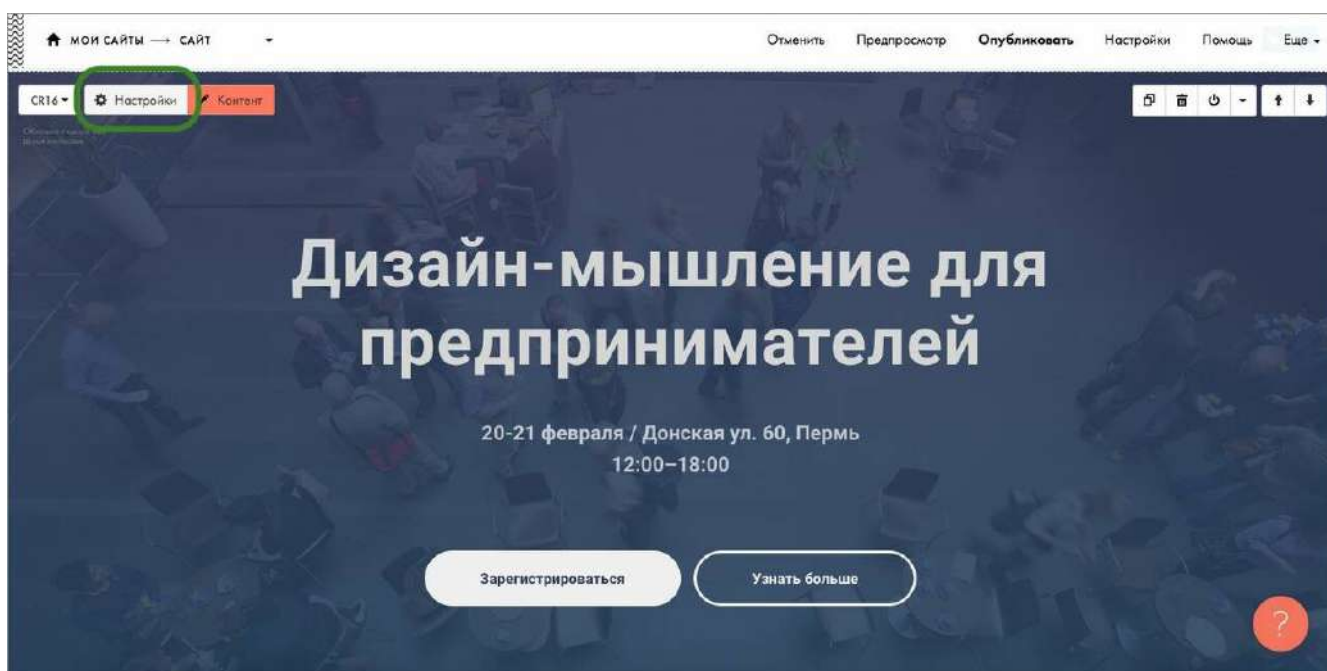 МОИ САЙТЫ → САЙТ
Отменить Предпросмотр Опубликовать Настройки Помощь Еще
CR16 Настройки Контент
Дизайн-мышление для
предпринимателей
20-21 февраля / Донская ул. 60, Пермь
12:00–18:00
Зарегистрироваться Узнать больше
?